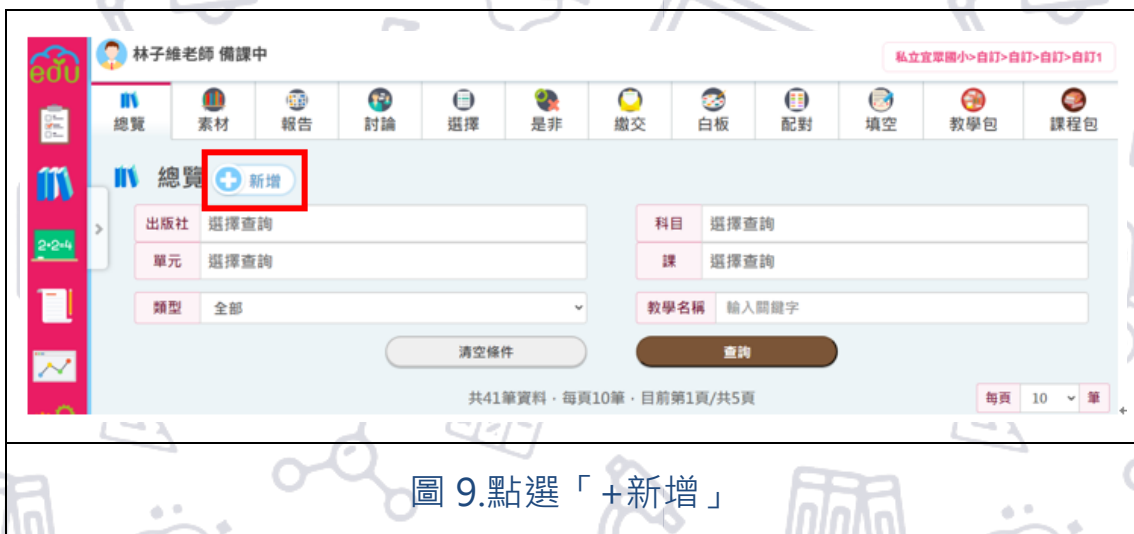 edu
林子維老師 備課中
私立宜眾國小>自訂>自訂>自訂>自訂1
總覽 素材 報告 討論 選擇 是非 繳交 白板 配對 填空 教學包 課程包
總覽 新增
出版社 選擇查詢 科目 選擇查詢
2×2=4
單元 選擇查詢 課 選擇查詢
類型 全部 教學名稱 輸入關鍵字
清空條件 查詢
共41筆資料，每頁10筆，目前第1頁/共5頁 每頁 10 筆
圖 9.點選「+新增」